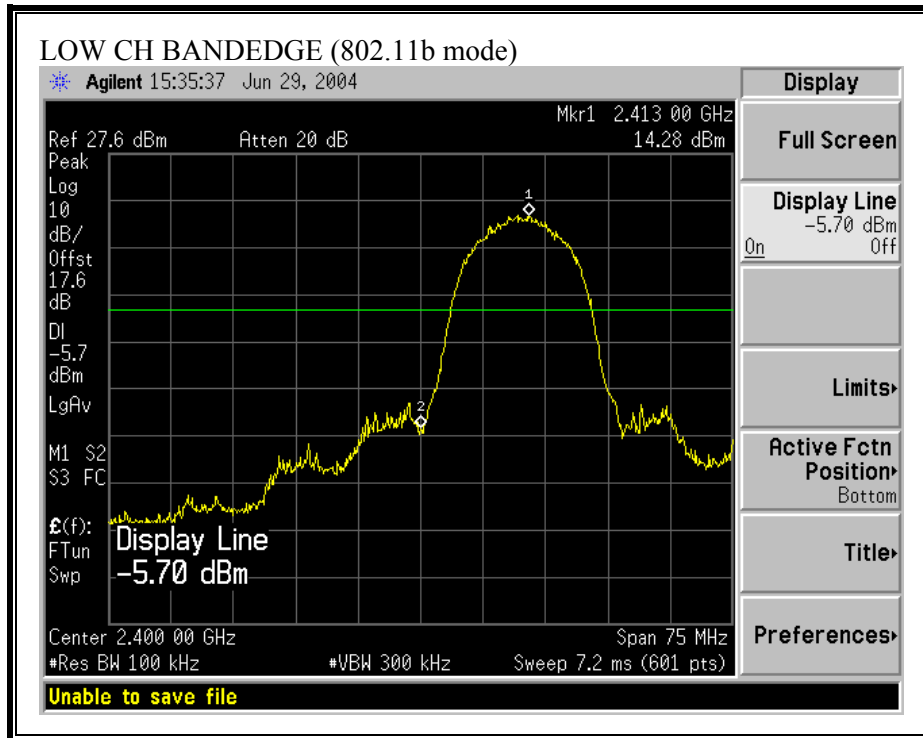 LOW CH BANDEDGE (802.11b mode)
Agilent 15:35:37 Jun 29, 2004
Display
Mkr1 2.413 00 GHz
Ref 27.6 dBm Atten 20 dB 14.28 dBm
Peak
Log
10
dB/
Offst
17.6
dB
DI
-5.7
dBm
LgAv
M1 S2
S3 FC
£(f):
FTun
Swp
1
2
Display Line
-5.70 dBm
Center 2.400 00 GHz Span 75 MHz
#Res BW 100 kHz #VBW 300 kHz Sweep 7.2 ms (601 pts)
Unable to save file
Full Screen
Display Line
-5.70 dBm
On Off
Limits
Active Fctn
Position
Bottom
Title
Preferences